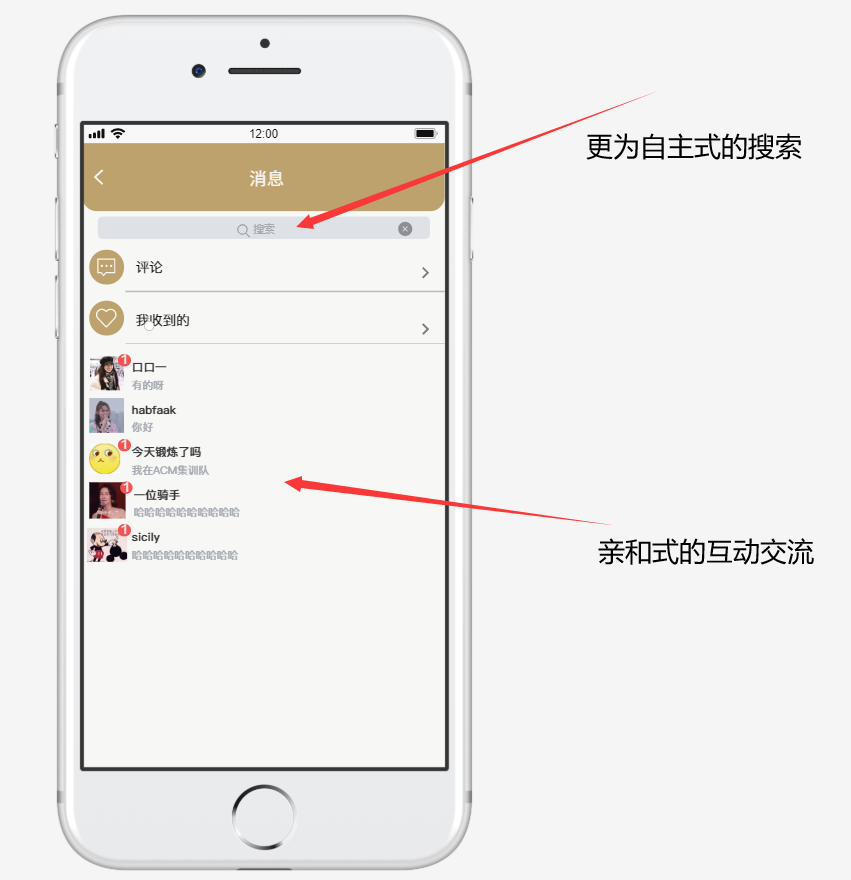 12:00
更为自主式的搜索
消息
搜索
评论
我收到的
1
口口一
有的呀
habfaak
你好
1
今天锻炼了吗
我在ACM集训队
1
一位骑手
哈哈哈哈哈哈哈哈哈哈
亲和式的互动交流
1
sicily
哈哈哈哈哈哈哈哈哈哈